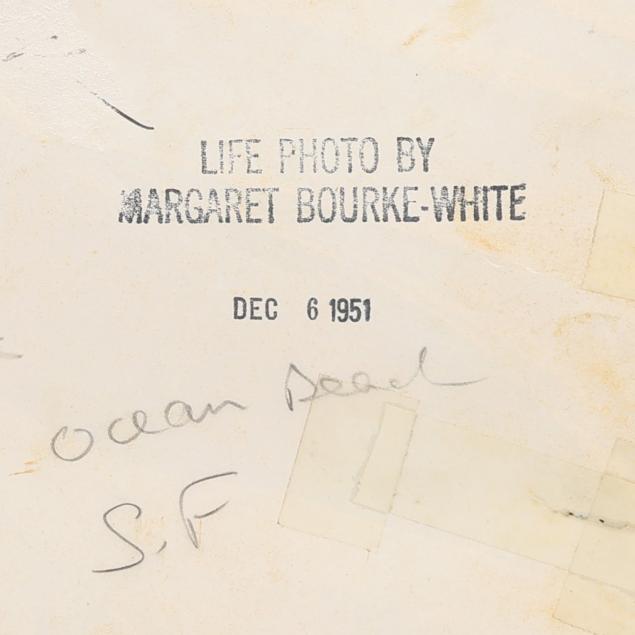 LIFE PHOTO BY
MARGARET BOURKE-WHITE
DEC 6 1951
Ocean Beach
S.F